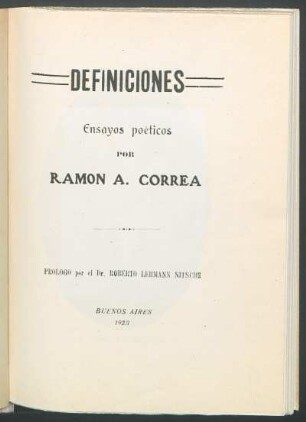 DEFINICIONES
Ensayos poéticos
POR
RAMON A. CORREA
PROLOGO por el Dr. ROBERTO LEHMANN NITSCHE
BUENOS AIRES
1923